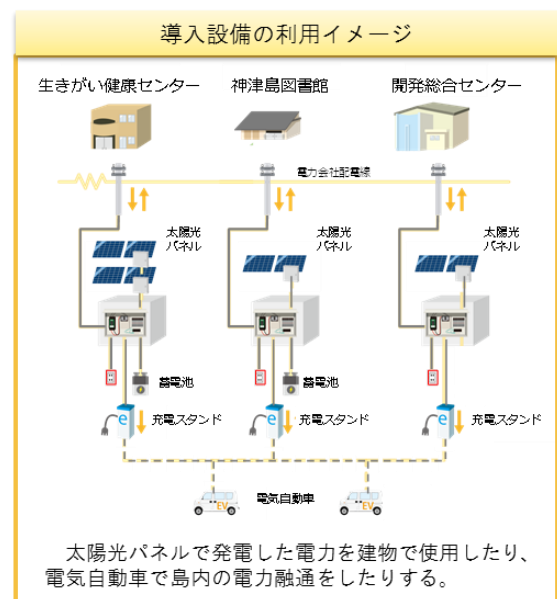 導入設備の利用イメージ
生きがい健康センター
神津島図書館
開発総合センター
電力会社配電線
太陽光
パネル
太陽光
パネル
太陽光
パネル
蓄電池
蓄電池
e
充電スタンド
e
充電スタンド
e
充電スタンド
EV
電気自動車
EV
太陽光パネルで発電した電力を建物で使用したり、
電気自動車で島内の電力融通をしたりする。